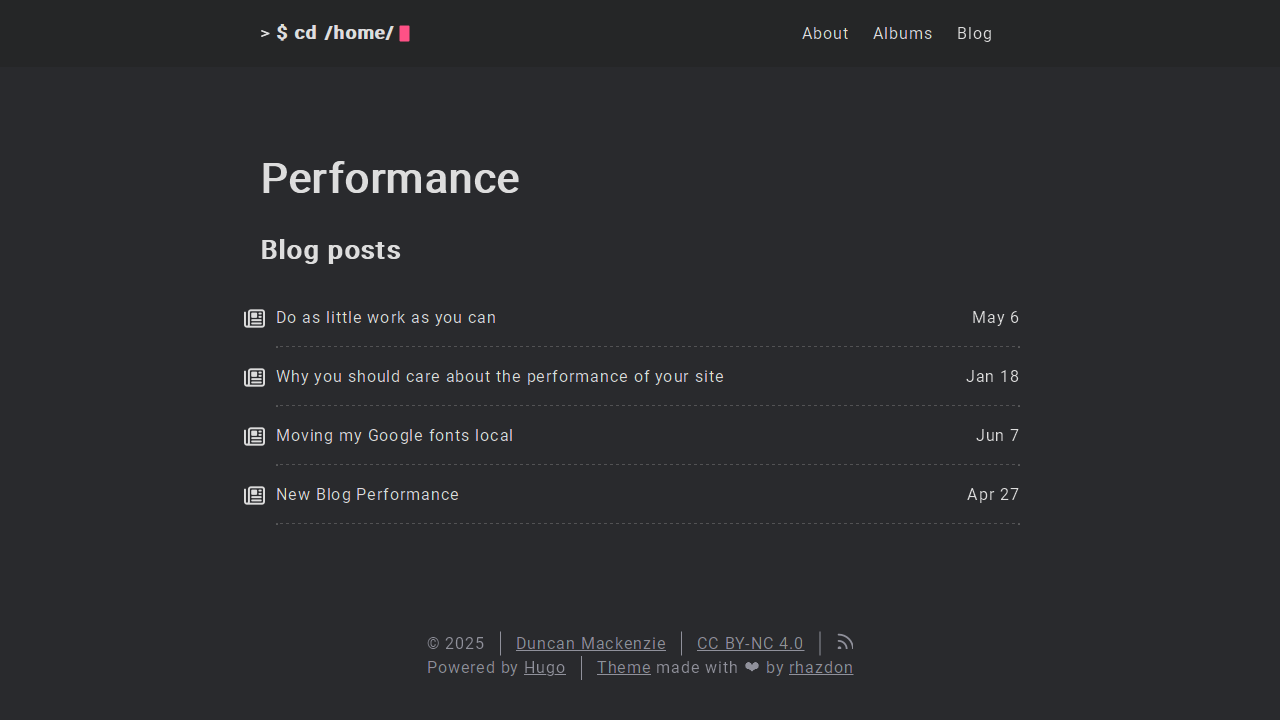 > $ cd /home/
About Albums Blog
Performance
Blog posts
Do as little work as you can May 6
Why you should care about the performance of your site Jan 18
Moving my Google fonts local Jun 7
New Blog Performance Apr 27
© 2025 Duncan Mackenzie CC BY-NC 4.0
Powered by Hugo Theme made with ❤ by rhazdon